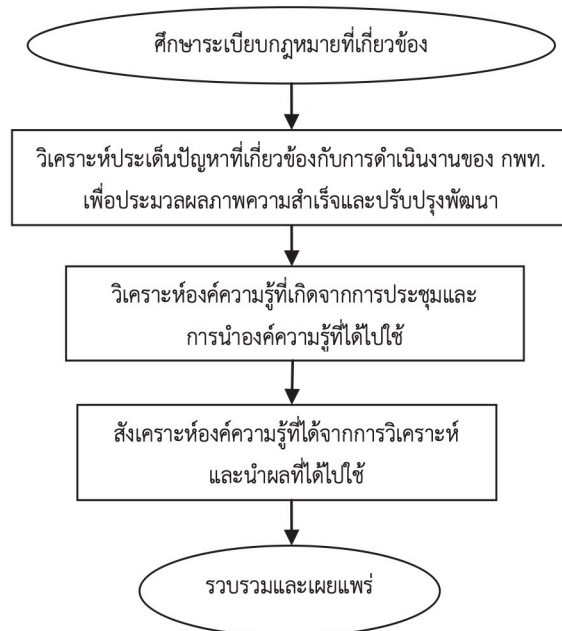 ศึกษาระเบียบกฎหมายที่เกี่ยวข้อง
วิเคราะห์ประเด็นปัญหาที่เกี่ยวข้องกับการดำเนินงานของ กพท.
เพื่อประมวลผลภาพความสำเร็จและปรับปรุงพัฒนา
วิเคราะห์องค์ความรู้ที่เกิดจากการประชุมและ
การนำองค์ความรู้ที่ได้ไปใช้
สังเคราะห์องค์ความรู้ที่ได้จากการวิเคราะห์
และนำผลที่ได้ไปใช้
รวบรวมและเผยแพร่